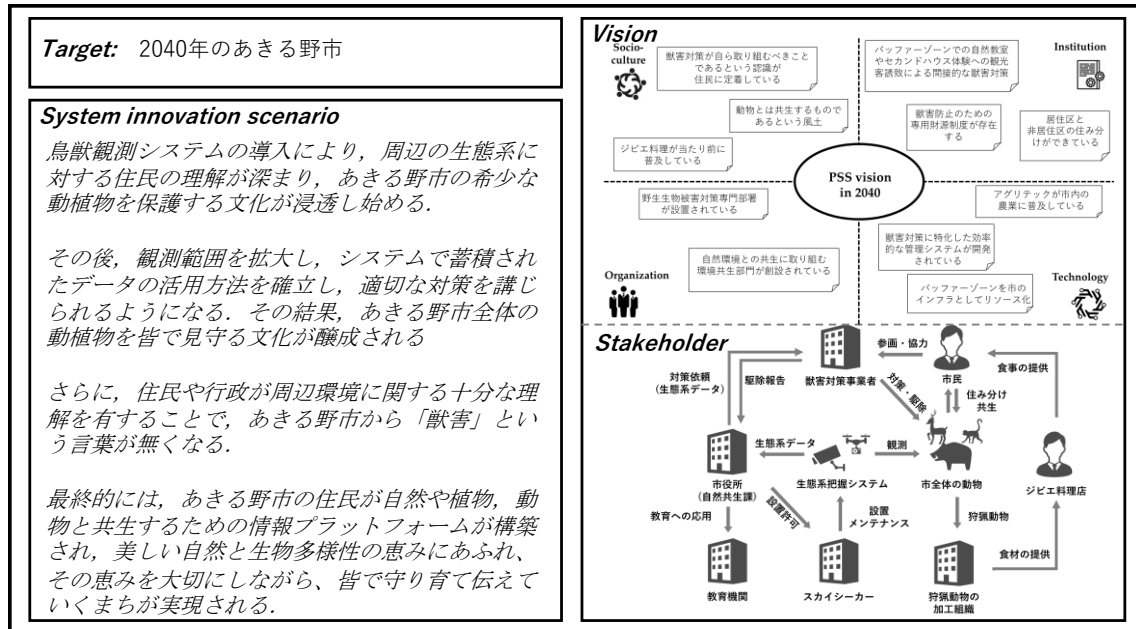 Target: 2040年のあきる野市
System innovation scenario
鳥獣観測システムの導入により，周辺の生態系に
対する住民の理解が深まり，あきる野市の希少な
動植物を保護する文化が浸透し始める．
その後，観測範囲を拡大し，システムで蓄積され
たデータの活用方法を確立し，適切な対策を講じ
られるようになる．その結果，あきる野市全体の
動植物を皆で見守る文化が醸成される
さらに，住民や行政が周辺環境に関する十分な理
解を有することで，あきる野市から「獣害」とい
う言葉が無くなる．
最終的には，あきる野市の住民が自然や植物，動
物と共生するための情報プラットフォームが構築
され，美しい自然と生物多様性の恵みにあふれ、
その恵みを大切にしながら、皆で守り育て伝えて
いくまちが実現される．
Vision
Socio-
culture
獣害対策が自ら取り組むべきこと
であるという認識が
住民に定着している
動物とは共生するもので
あるという風土
ジビエ料理が当たり前に
普及している
バッファーゾーンでの自然教室
やセカンドハウス体験への観光
客誘致による間接的な獣害対策
Institution
獣害防止のための
専用財源制度が存在
する
居住区と
非居住区の住み分
けができている
PSS vision
in 2040
野生生物被害対策専門部署
が設置されている
自然環境との共生に取り組む
環境共生部門が創設されている
Organization
アグリテックが市内の
農業に普及している
獣害対策に特化した効率
的な管理システムが開発
されている
バッファーゾーンを市の
インフラとしてリソース化
Technology
Stakeholder
対策依頼
（生態系データ）
駆除報告
獣害対策事業者
参画・協力
市民
食事の提供
対策・駆除
住み分け
共生
生態系データ
観測
市役所
（自然共生課）
生態系把握システム
市全体の動物
ジビエ料理店
教育への応用
設置許可
設置
メンテナンス
狩猟動物
食材の提供
教育機関
スカイシーカー
狩猟動物の
加工組織